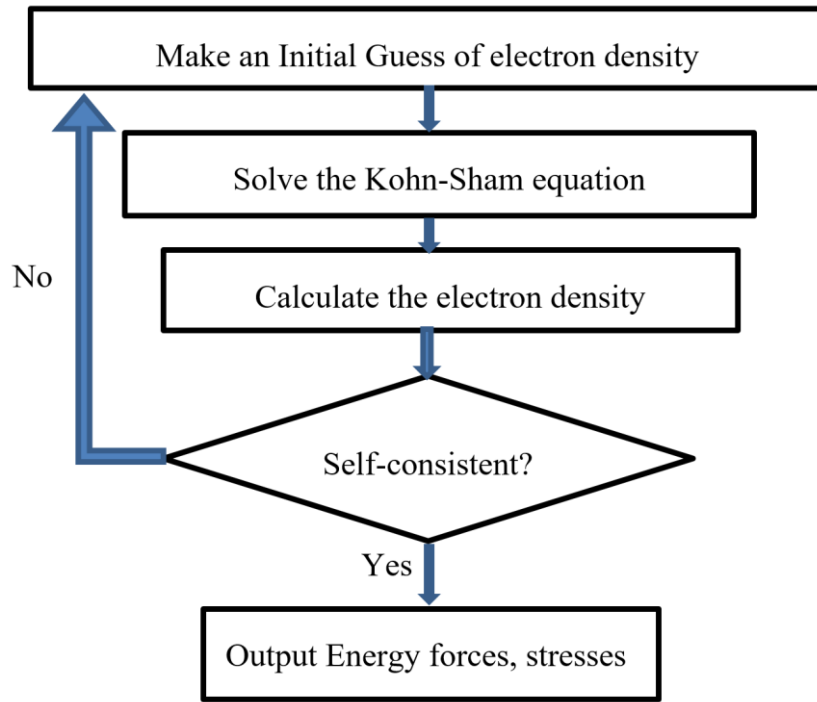 Make an Initial Guess of electron density
Solve the Kohn-Sham equation
No
Calculate the electron density
Self-consistent?
Yes
Output Energy forces, stresses